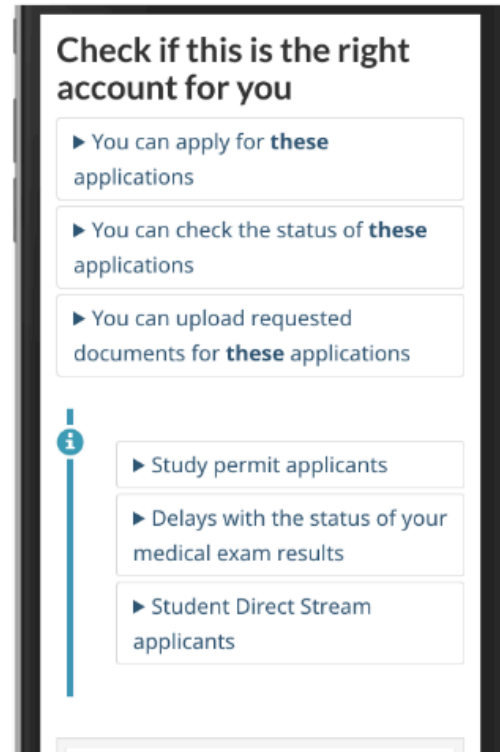 Check if this is the right
account for you
▶ You can apply for these
applications
▶ You can check the status of these
applications
▶ You can upload requested
documents for these applications
i
▶ Study permit applicants
▶ Delays with the status of your
medical exam results
▶ Student Direct Stream
applicants